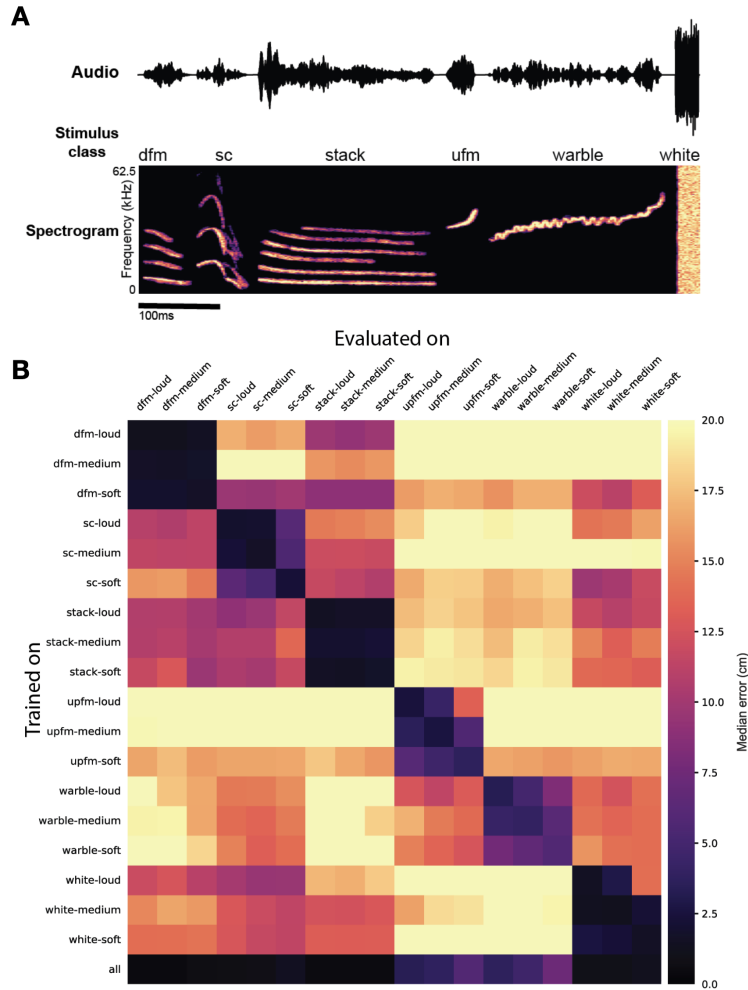 A
Audio
Stimulus
class
dfm sc stack ufm warble white
62.5
Frequency (kHz)
Spectrogram
0
100ms
Evaluated on
B
dfm-loud dfm-medium dfm-soft sc-loud sc-medium sc-soft stack-loud stack-medium stack-soft upfm-loud upfm-medium upfm-soft warble-loud warble-medium warble-soft white-loud white-medium white-soft
Trained on
dfm-loud
dfm-medium
dfm-soft
sc-loud
sc-medium
sc-soft
stack-loud
stack-medium
stack-soft
upfm-loud
upfm-medium
upfm-soft
warble-loud
warble-medium
warble-soft
white-loud
white-medium
white-soft
all
20.0
17.5
15.0
12.5
10.0
7.5
5.0
2.5
0.0
Median error (cm)